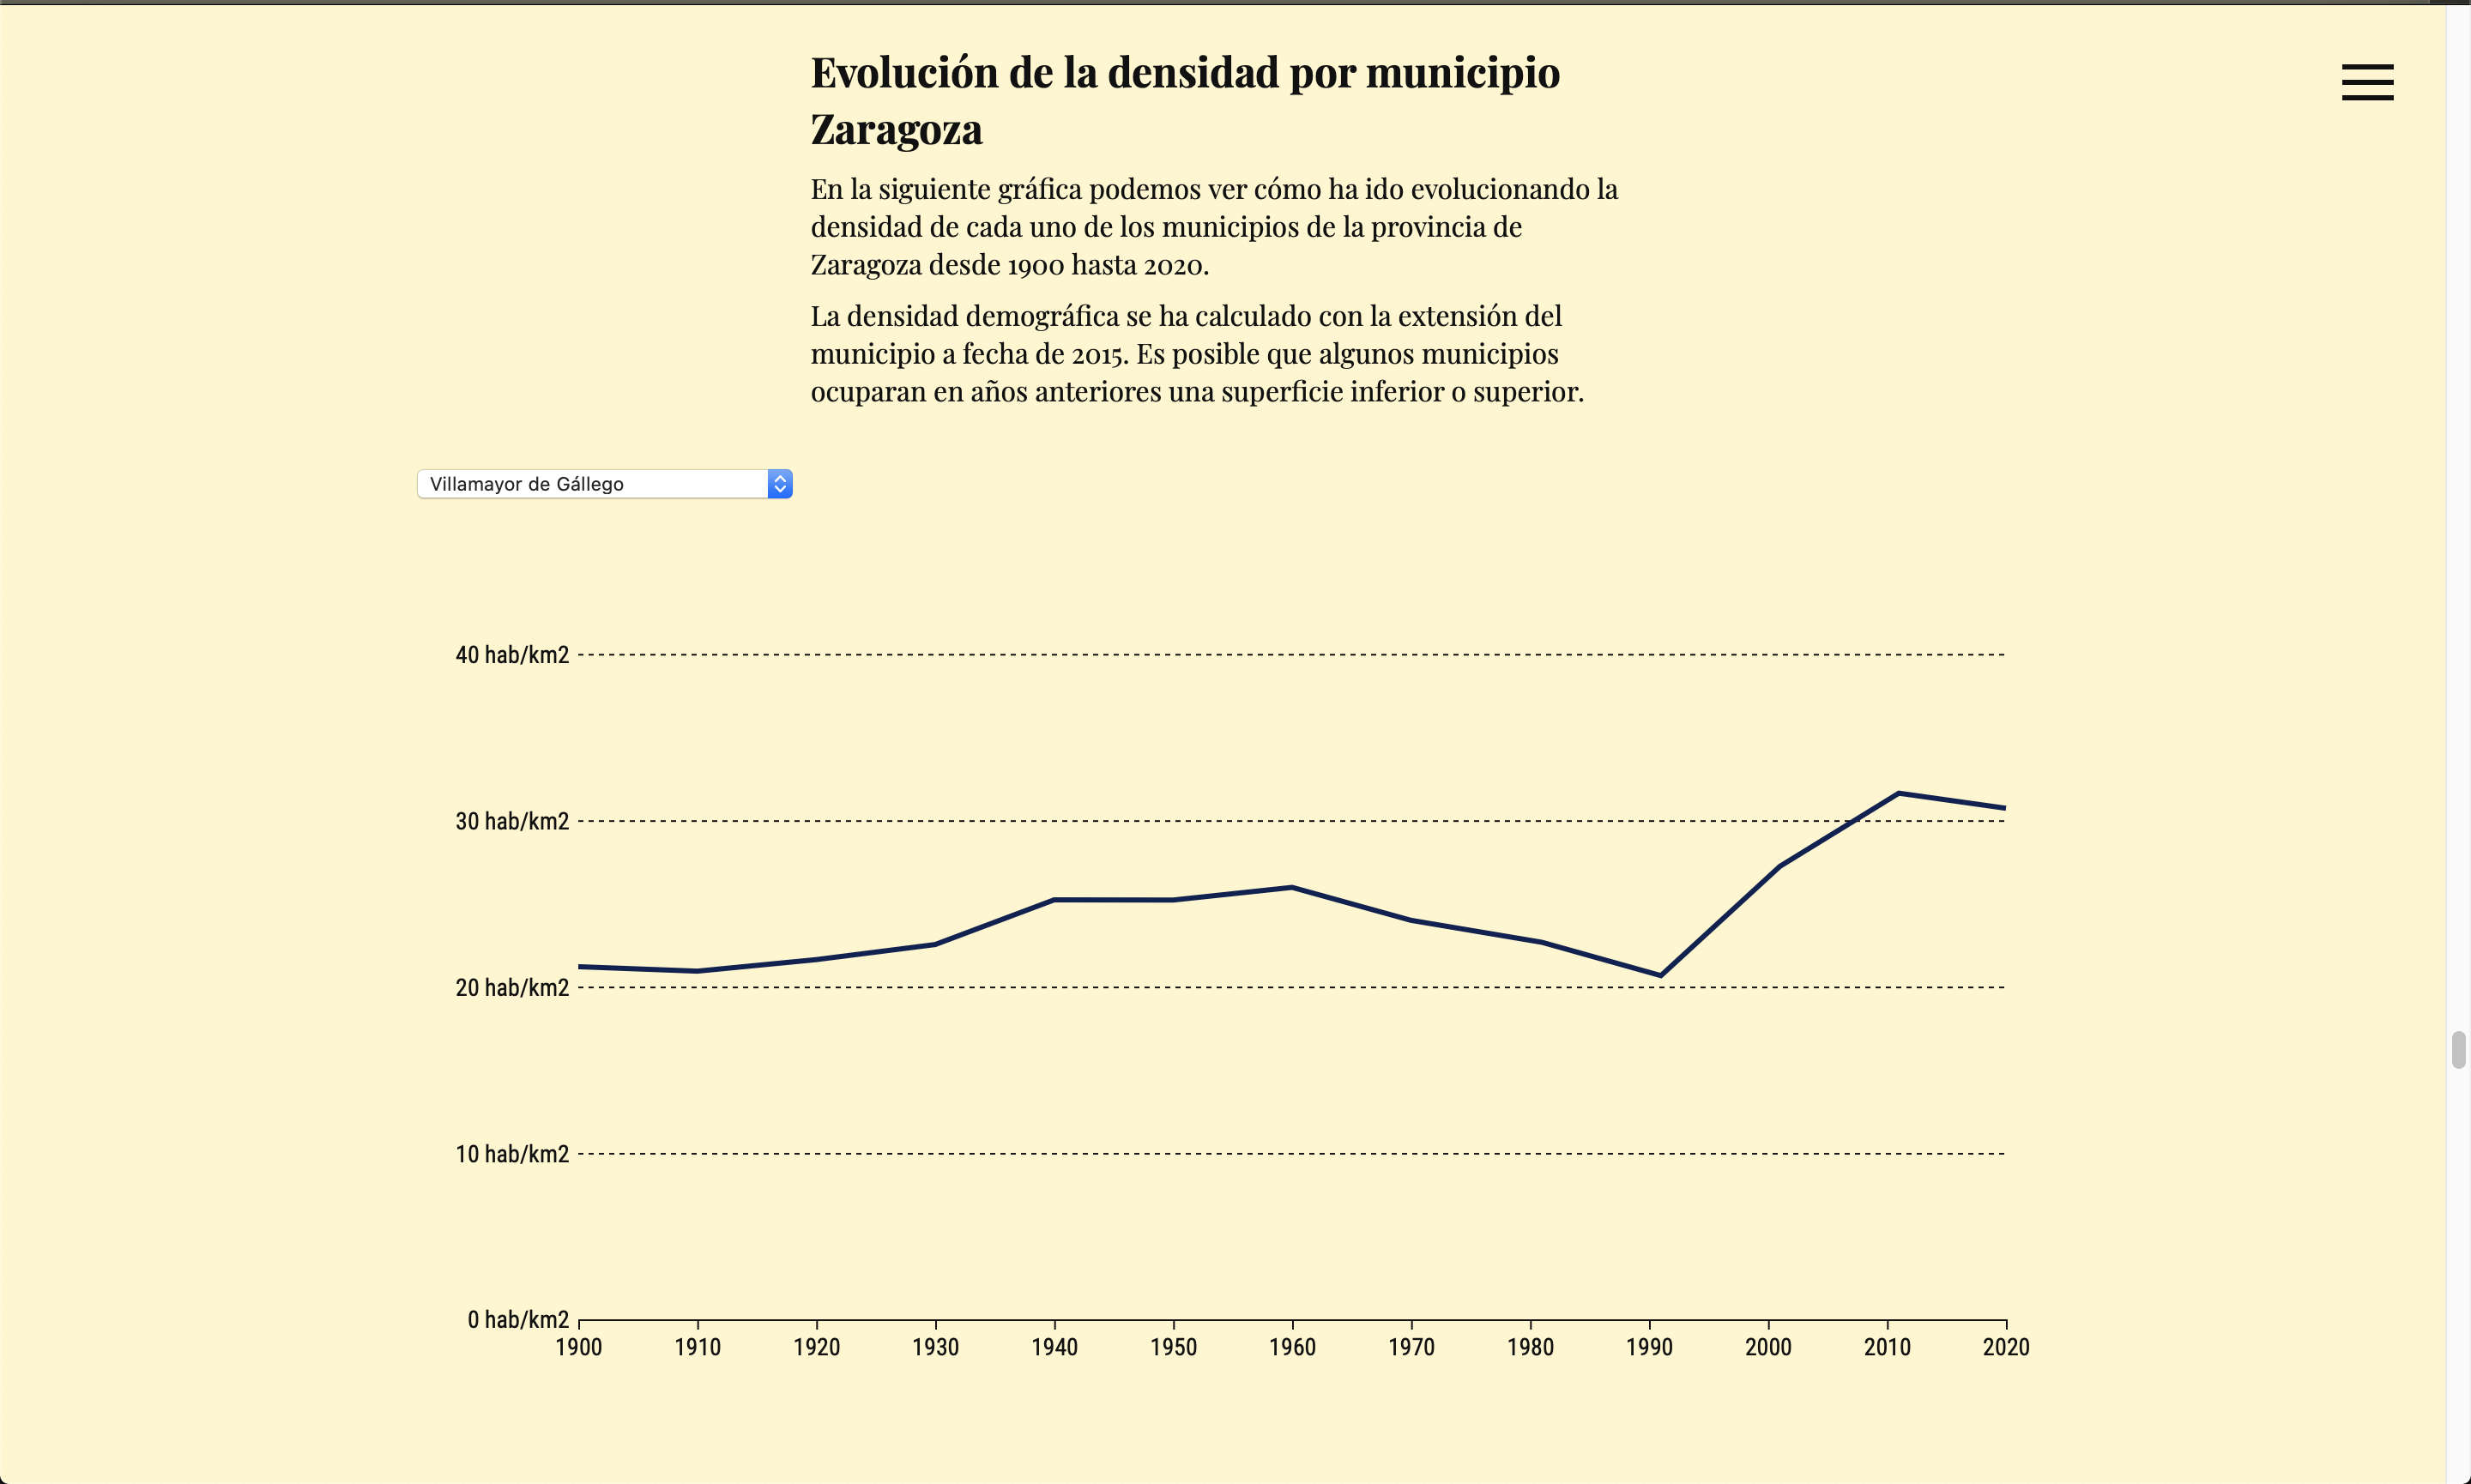 Evolución de la densidad por municipio
Zaragoza
En la siguiente gráfica podemos ver cómo ha ido evolucionando la
densidad de cada uno de los municipios de la provincia de
Zaragoza desde 1900 hasta 2020.
La densidad demográfica se ha calculado con la extensión del
municipio a fecha de 2015. Es posible que algunos municipios
ocuparan en años anteriores una superficie inferior o superior.
Villamayor de Gállego
40 hab/km2
30 hab/km2
20 hab/km2
10 hab/km2
0 hab/km2
1900 1910 1920 1930 1940 1950 1960 1970 1980 1990 2000 2010 2020